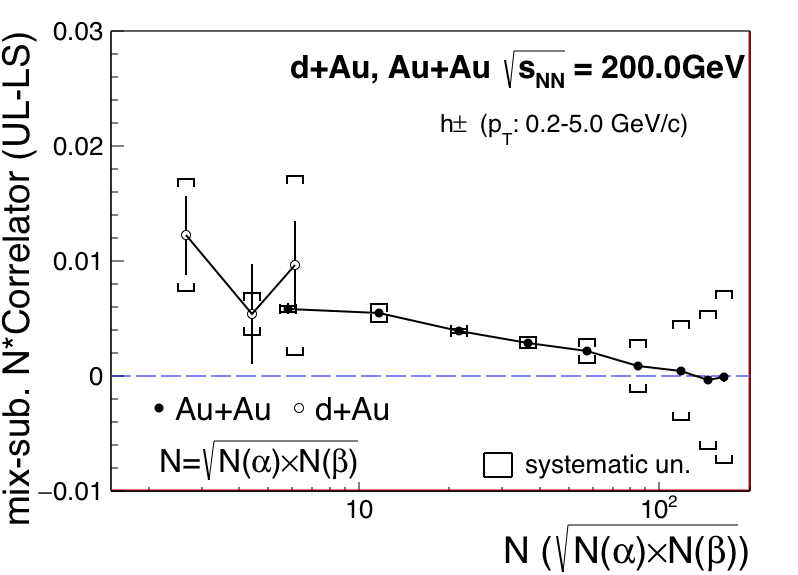 0.03
d+Au, Au+Au √s_NN = 200.0GeV
h± (p_T: 0.2-5.0 GeV/c)
0.02
mix-sub. N*Correlator (UL-LS)
0.01
0
Au+Au d+Au
N=√N(α)×N(β)
systematic un.
−0.01
10 10²
N (√N(α)×N(β))